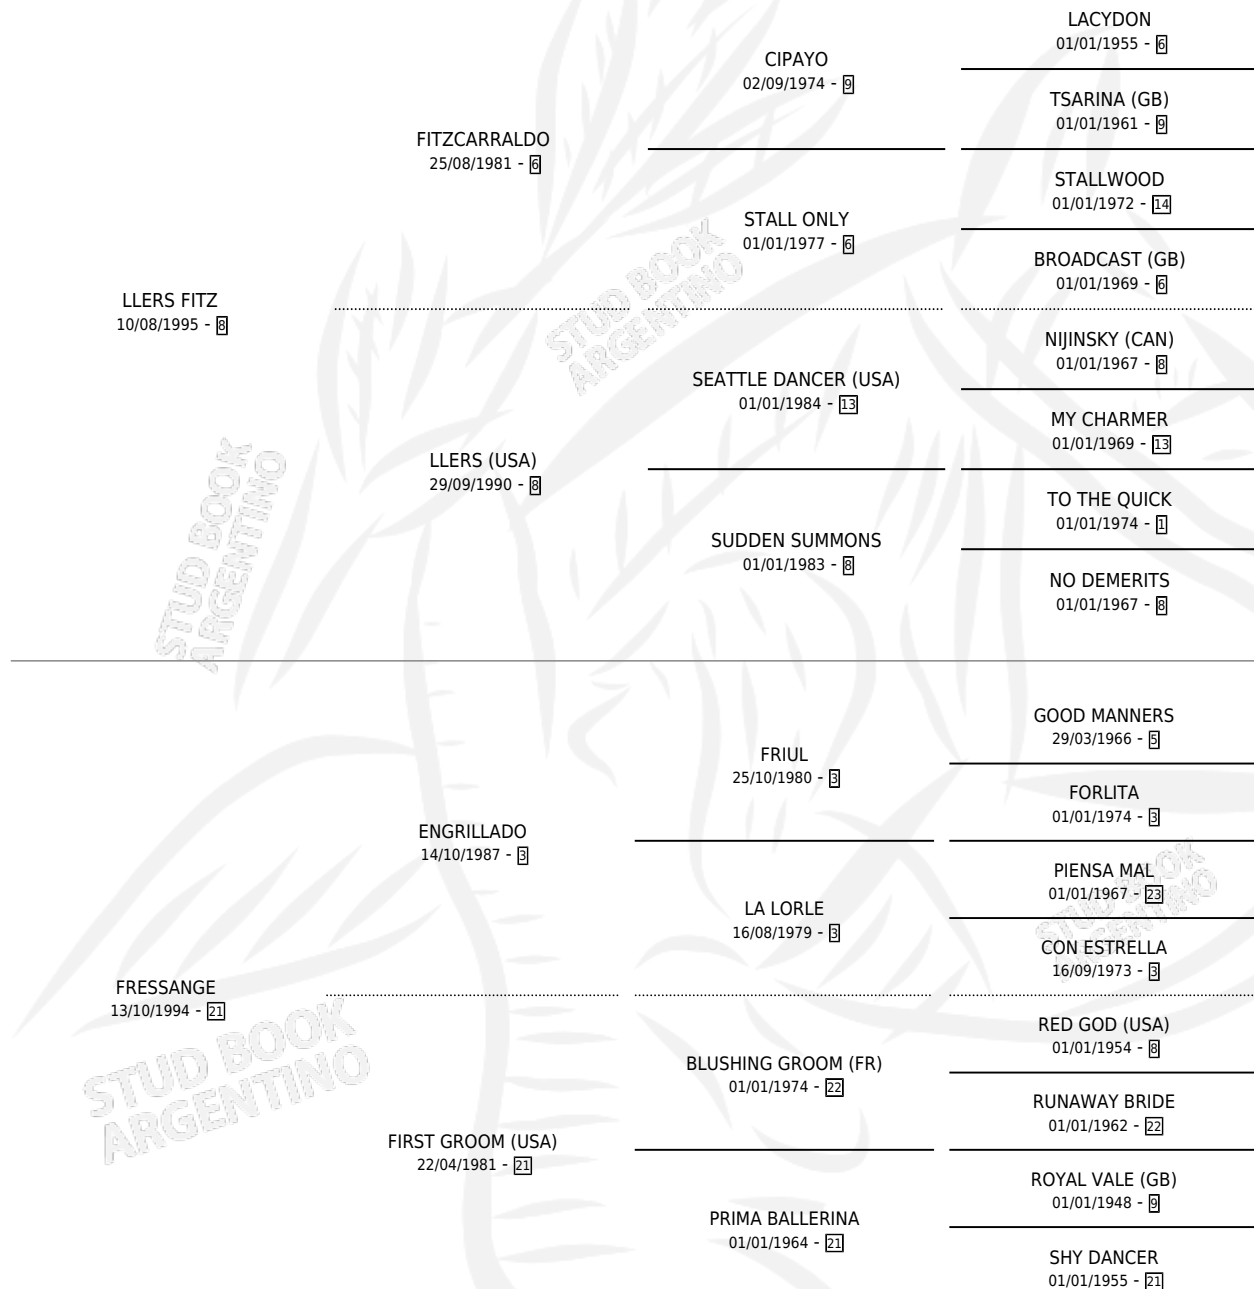 LACYDON
01/01/1955 - 6
CIPAYO
02/09/1974 - 9
TSARINA (GB)
01/01/1961 - 9
FITZCARRALDO
25/08/1981 - 6
STALLWOOD
01/01/1972 - 14
STALL ONLY
01/01/1977 - 6
BROADCAST (GB)
01/01/1969 - 6
LLERS FITZ
10/08/1995 - 8
NIJINSKY (CAN)
01/01/1967 - 8
SEATTLE DANCER (USA)
01/01/1984 - 13
MY CHARMER
01/01/1969 - 13
LLERS (USA)
29/09/1990 - 8
TO THE QUICK
01/01/1974 - 1
SUDDEN SUMMONS
01/01/1983 - 8
NO DEMERITS
01/01/1967 - 8
GOOD MANNERS
29/03/1966 - 5
FRIUL
25/10/1980 - 3
FORLITA
01/01/1974 - 3
ENGRILLADO
14/10/1987 - 3
PIENSA MAL
01/01/1967 - 23
LA LORLE
16/08/1979 - 3
CON ESTRELLA
16/09/1973 - 3
FRESSANGE
13/10/1994 - 21
RED GOD (USA)
01/01/1954 - 8
BLUSHING GROOM (FR)
01/01/1974 - 22
RUNAWAY BRIDE
01/01/1962 - 22
FIRST GROOM (USA)
22/04/1981 - 21
ROYAL VALE (GB)
01/01/1948 - 9
PRIMA BALLERINA
01/01/1964 - 21
SHY DANCER
01/01/1955 - 21
STUD BOOK
ARGENTINO
STUD BOOK
ARGENTINO
STUD BOOK
ARGENTINO
STUD BOOK
ARGENTINO